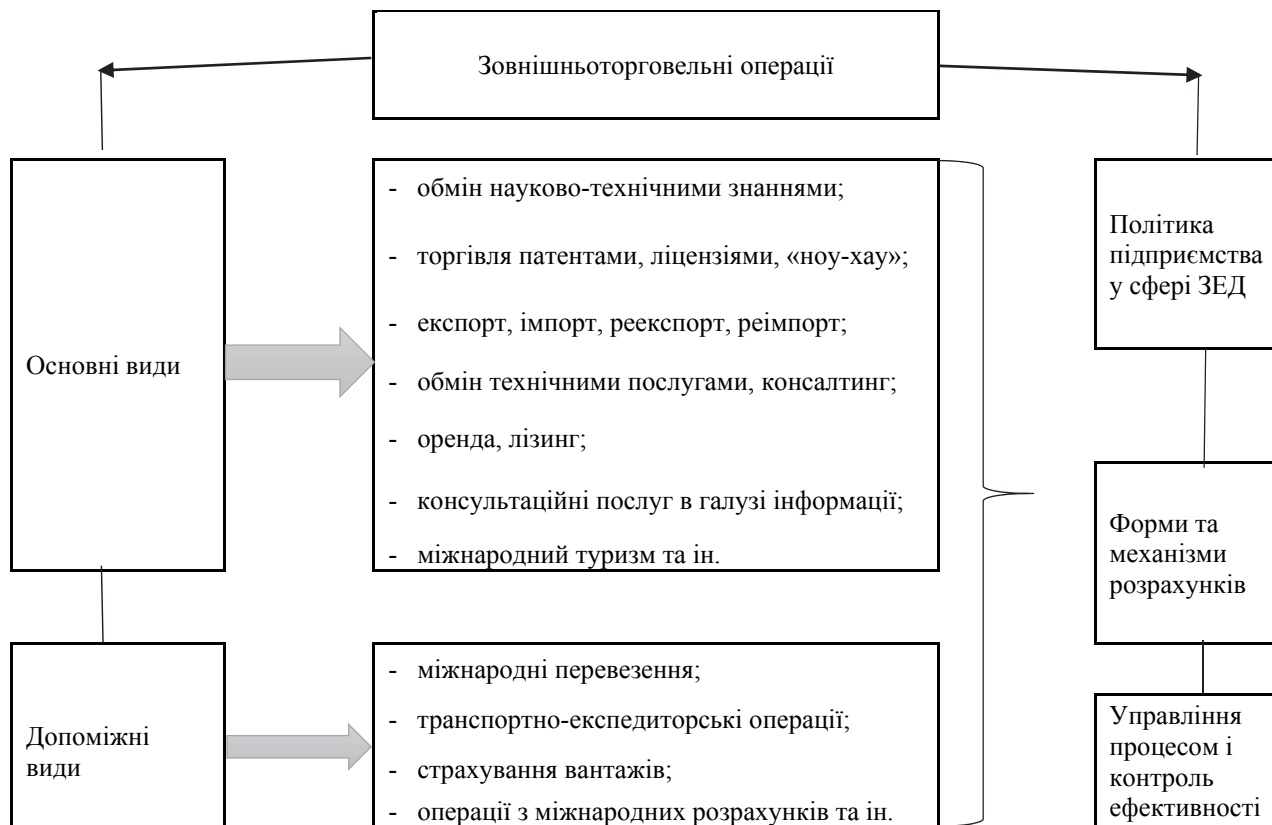 Зовнішньоторговельні операції
Основні види
- обмін науково-технічними знаннями;
- торгівля патентами, ліцензіями, «ноу-хау»;
- експорт, імпорт, реекспорт, реімпорт;
- обмін технічними послугами, консалтинг;
- оренда, лізинг;
- консультаційні послуг в галузі інформації;
- міжнародний туризм та ін.
Політика
підприємства
у сфері ЗЕД
Форми та
механізми
розрахунків
Допоміжні
види
- міжнародні перевезення;
- транспортно-експедиторські операції;
- страхування вантажів;
- операції з міжнародних розрахунків та ін.
Управління
процесом і
контроль
ефективності